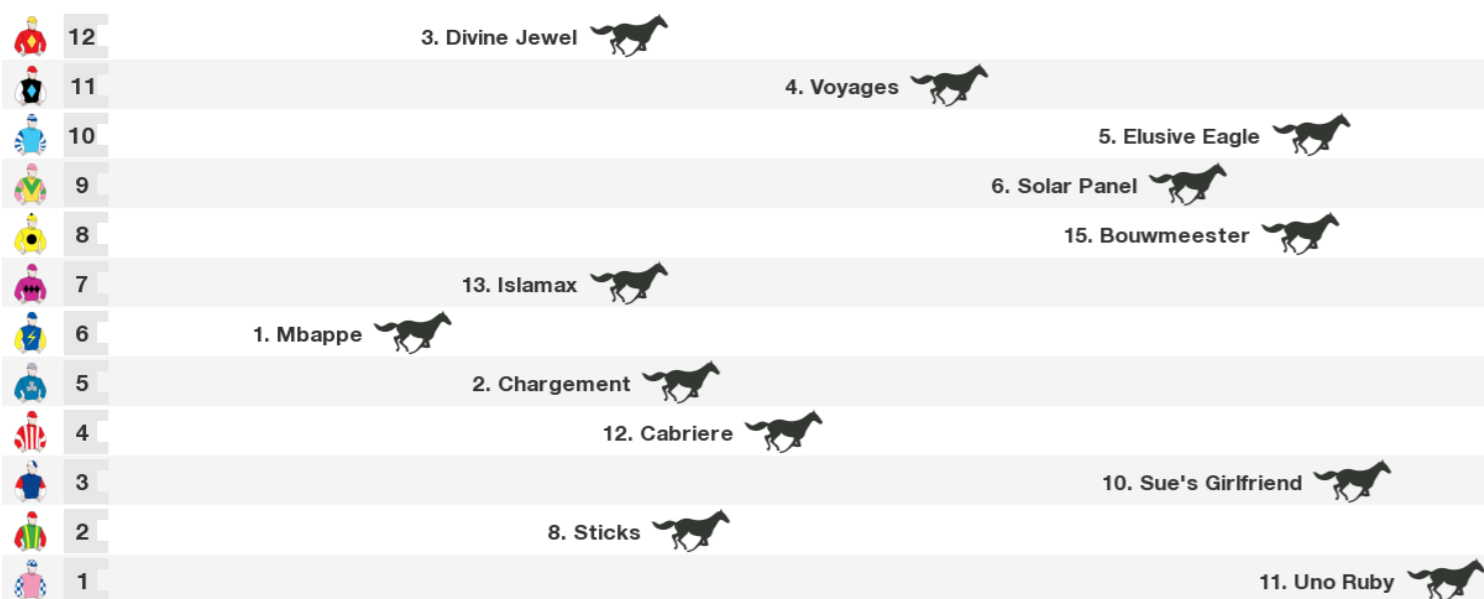 12 3. Divine Jewel
11 4. Voyages
10 5. Elusive Eagle
9 6. Solar Panel
8 15. Bouwmeester
7 13. Islamax
6 1. Mbappe
5 2. Chargement
4 12. Cabriere
3 10. Sue's Girlfriend
2 8. Sticks
1 11. Uno Ruby